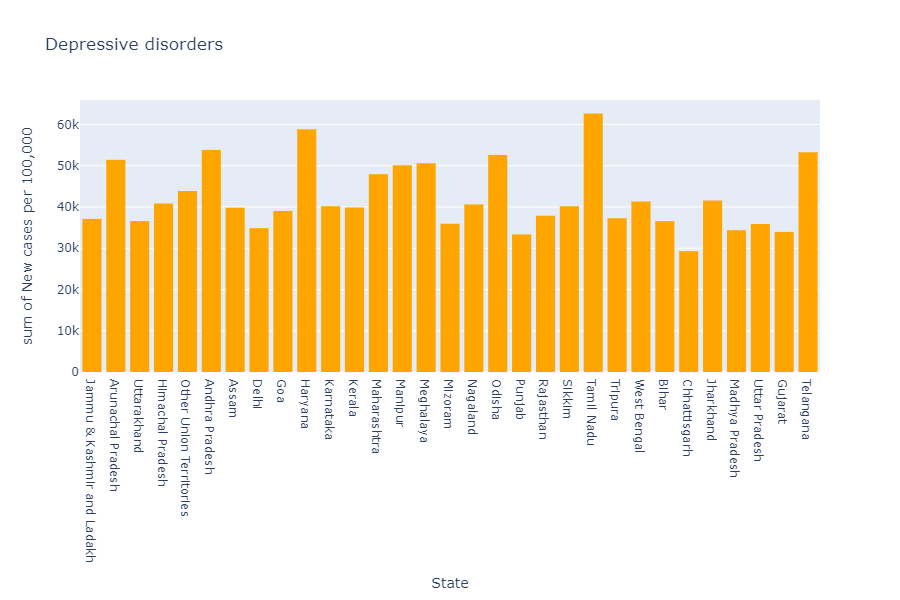 Depressive disorders
sum of New cases per 100,000
60k
50k
40k
30k
20k
10k
0
Jammu & Kashmir and Ladakh
Arunachal Pradesh
Uttarakhand
Himachal Pradesh
Other Union Territories
Andhra Pradesh
Assam
Delhi
Goa
Haryana
Karnataka
Kerala
Maharashtra
Manipur
Meghalaya
Mizoram
Nagaland
Odisha
Punjab
Rajasthan
Sikkim
Tamil Nadu
Tripura
West Bengal
Bihar
Chhattisgarh
Jharkhand
Madhya Pradesh
Uttar Pradesh
Gujarat
Telangana
State